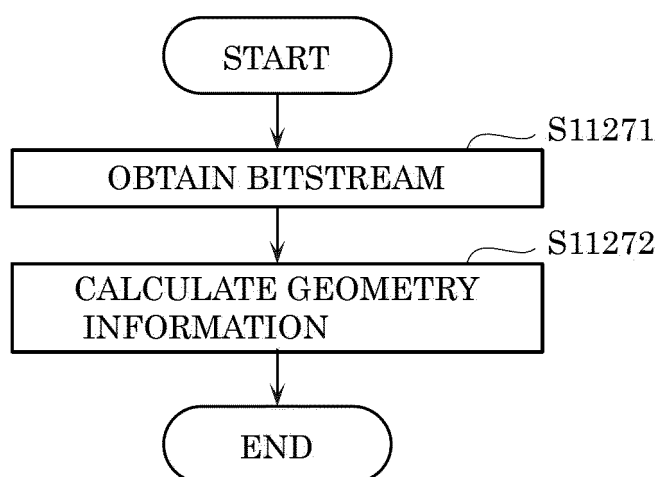 START
S11271
OBTAIN BITSTREAM
S11272
CALCULATE GEOMETRY
INFORMATION
END